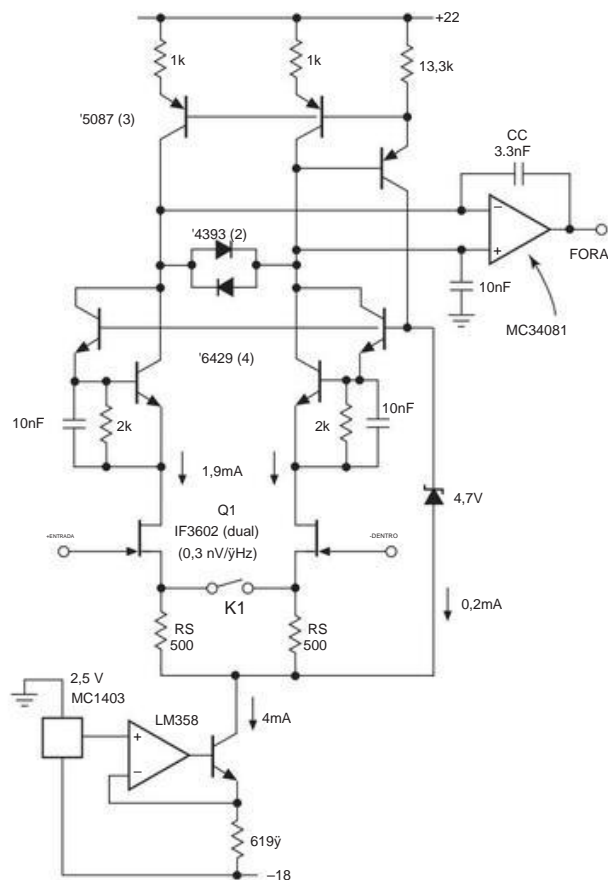 +22
1k
1k
13,3k
'5087 (3)
CC
3.3nF
'4393 (2)
−
+
FORA
10nF
MC34081
'6429 (4)
10nF
2k
2k
10nF
1,9mA
4,7V
Q1
IF3602 (dual)
(0,3 nV/ÿHz)
+ENTRADA
-DENTRO
K1
0,2mA
RS
500
RS
500
2,5 V
MC1403
LM358
4mA
+
−
619ÿ
−18